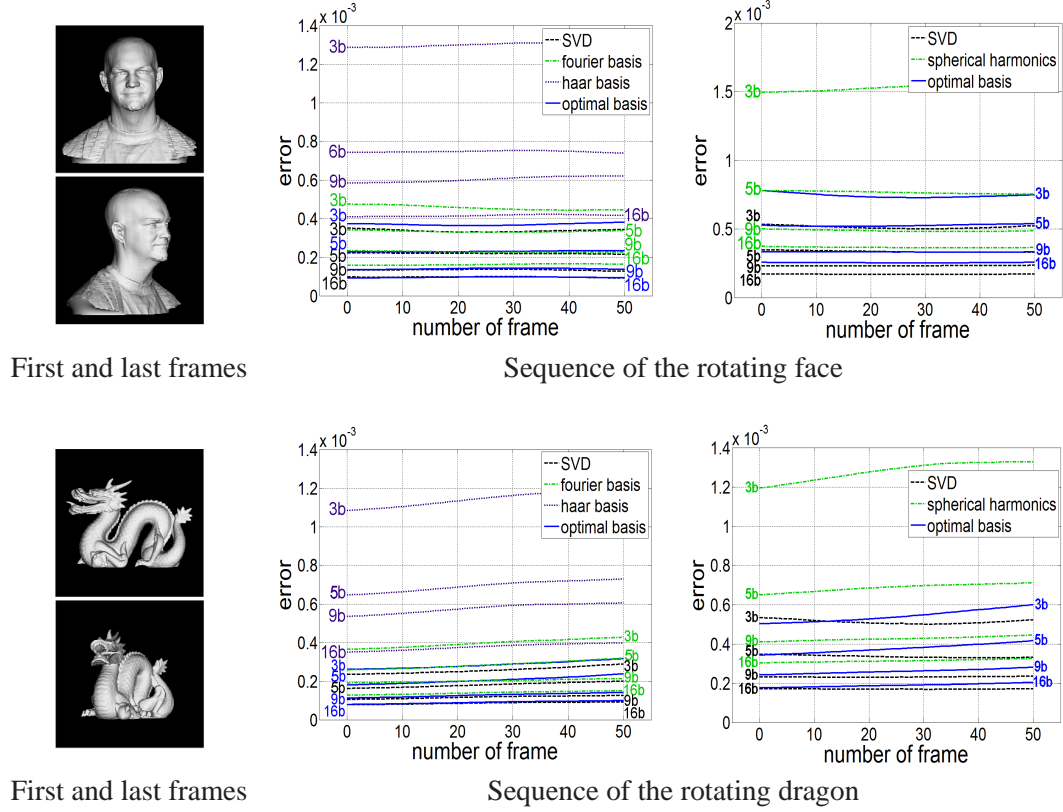 x 10⁻³
1.4
1.2
1
0.8
0.6
0.4
0.2
0
error
3b
6b
9b
3b
3b
3b
5b
5b
9b
16b
16b
5b
9b
16b
9b
16b
SVD
fourier basis
haar basis
optimal basis
0 10 20 30 40 50
number of frame
x 10⁻³
2
1.5
1
0.5
0
error
3b
5b
3b
9b
16b
5b
9b
16b
3b
5b
9b
16b
SVD
spherical harmonics
optimal basis
0 10 20 30 40 50
number of frame
First and last frames
Sequence of the rotating face
x 10⁻³
1.4
1.2
1
0.8
0.6
0.4
0.2
0
error
3b
5b
9b
16b
3b
5b
5b
9b
16b
3b
5b
3b
9b
16b
9b
16b
SVD
fourier basis
haar basis
optimal basis
0 10 20 30 40 50
number of frame
x 10⁻³
1.4
1.2
1
0.8
0.6
0.4
0.2
0
error
3b
5b
3b
9b
5b
16b
9b
16b
3b
5b
9b
16b
SVD
spherical harmonics
optimal basis
0 10 20 30 40 50
number of frame
First and last frames
Sequence of the rotating dragon